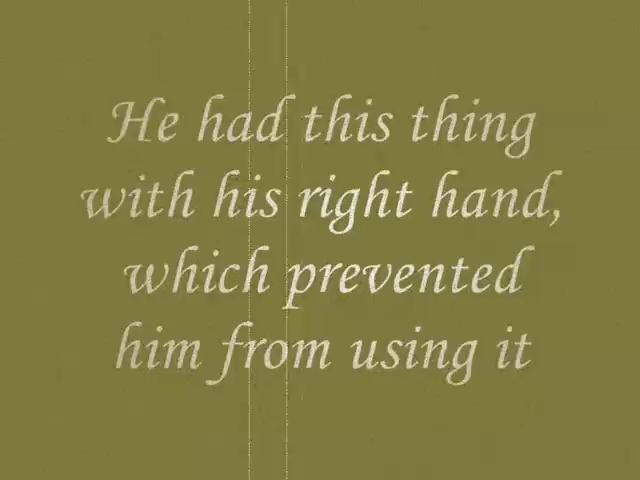 He had this thing
with his right hand,
which prevented
him from using it